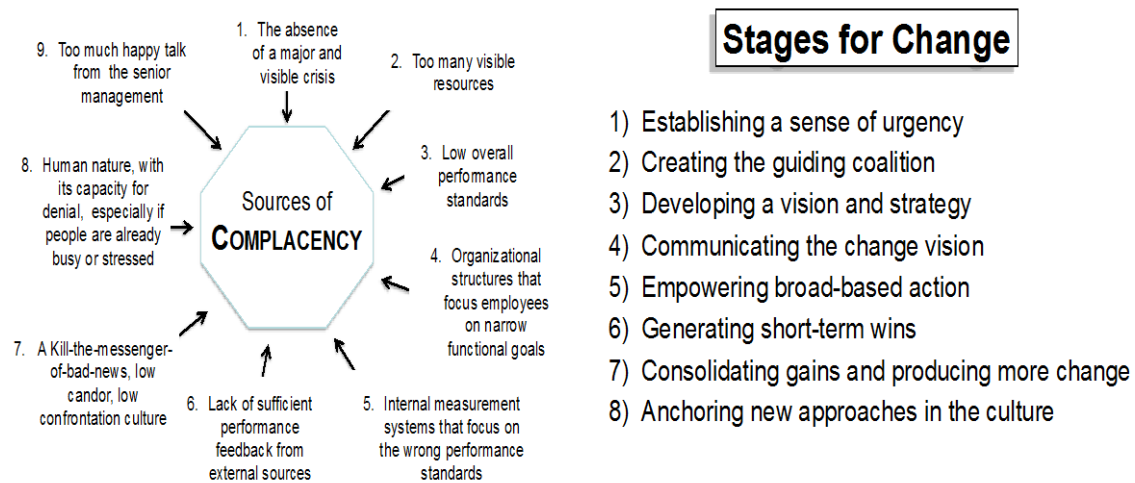 1. The absence
of a major and
visible crisis
2. Too many visible
resources
3. Low overall
performance
standards
4. Organizational
structures that
focus employees
on narrow
functional goals
5. Internal measurement
systems that focus on
the wrong performance
standards
6. Lack of sufficient
performance
feedback from
external sources
7. A Kill-the-messenger-
of-bad-news, low
candor, low
confrontation culture
8. Human nature, with
its capacity for
denial, especially if
people are already
busy or stressed
9. Too much happy talk
from the senior
management
Sources of
COMPLACENCY
Stages for Change
1) Establishing a sense of urgency
2) Creating the guiding coalition
3) Developing a vision and strategy
4) Communicating the change vision
5) Empowering broad-based action
6) Generating short-term wins
7) Consolidating gains and producing more change
8) Anchoring new approaches in the culture